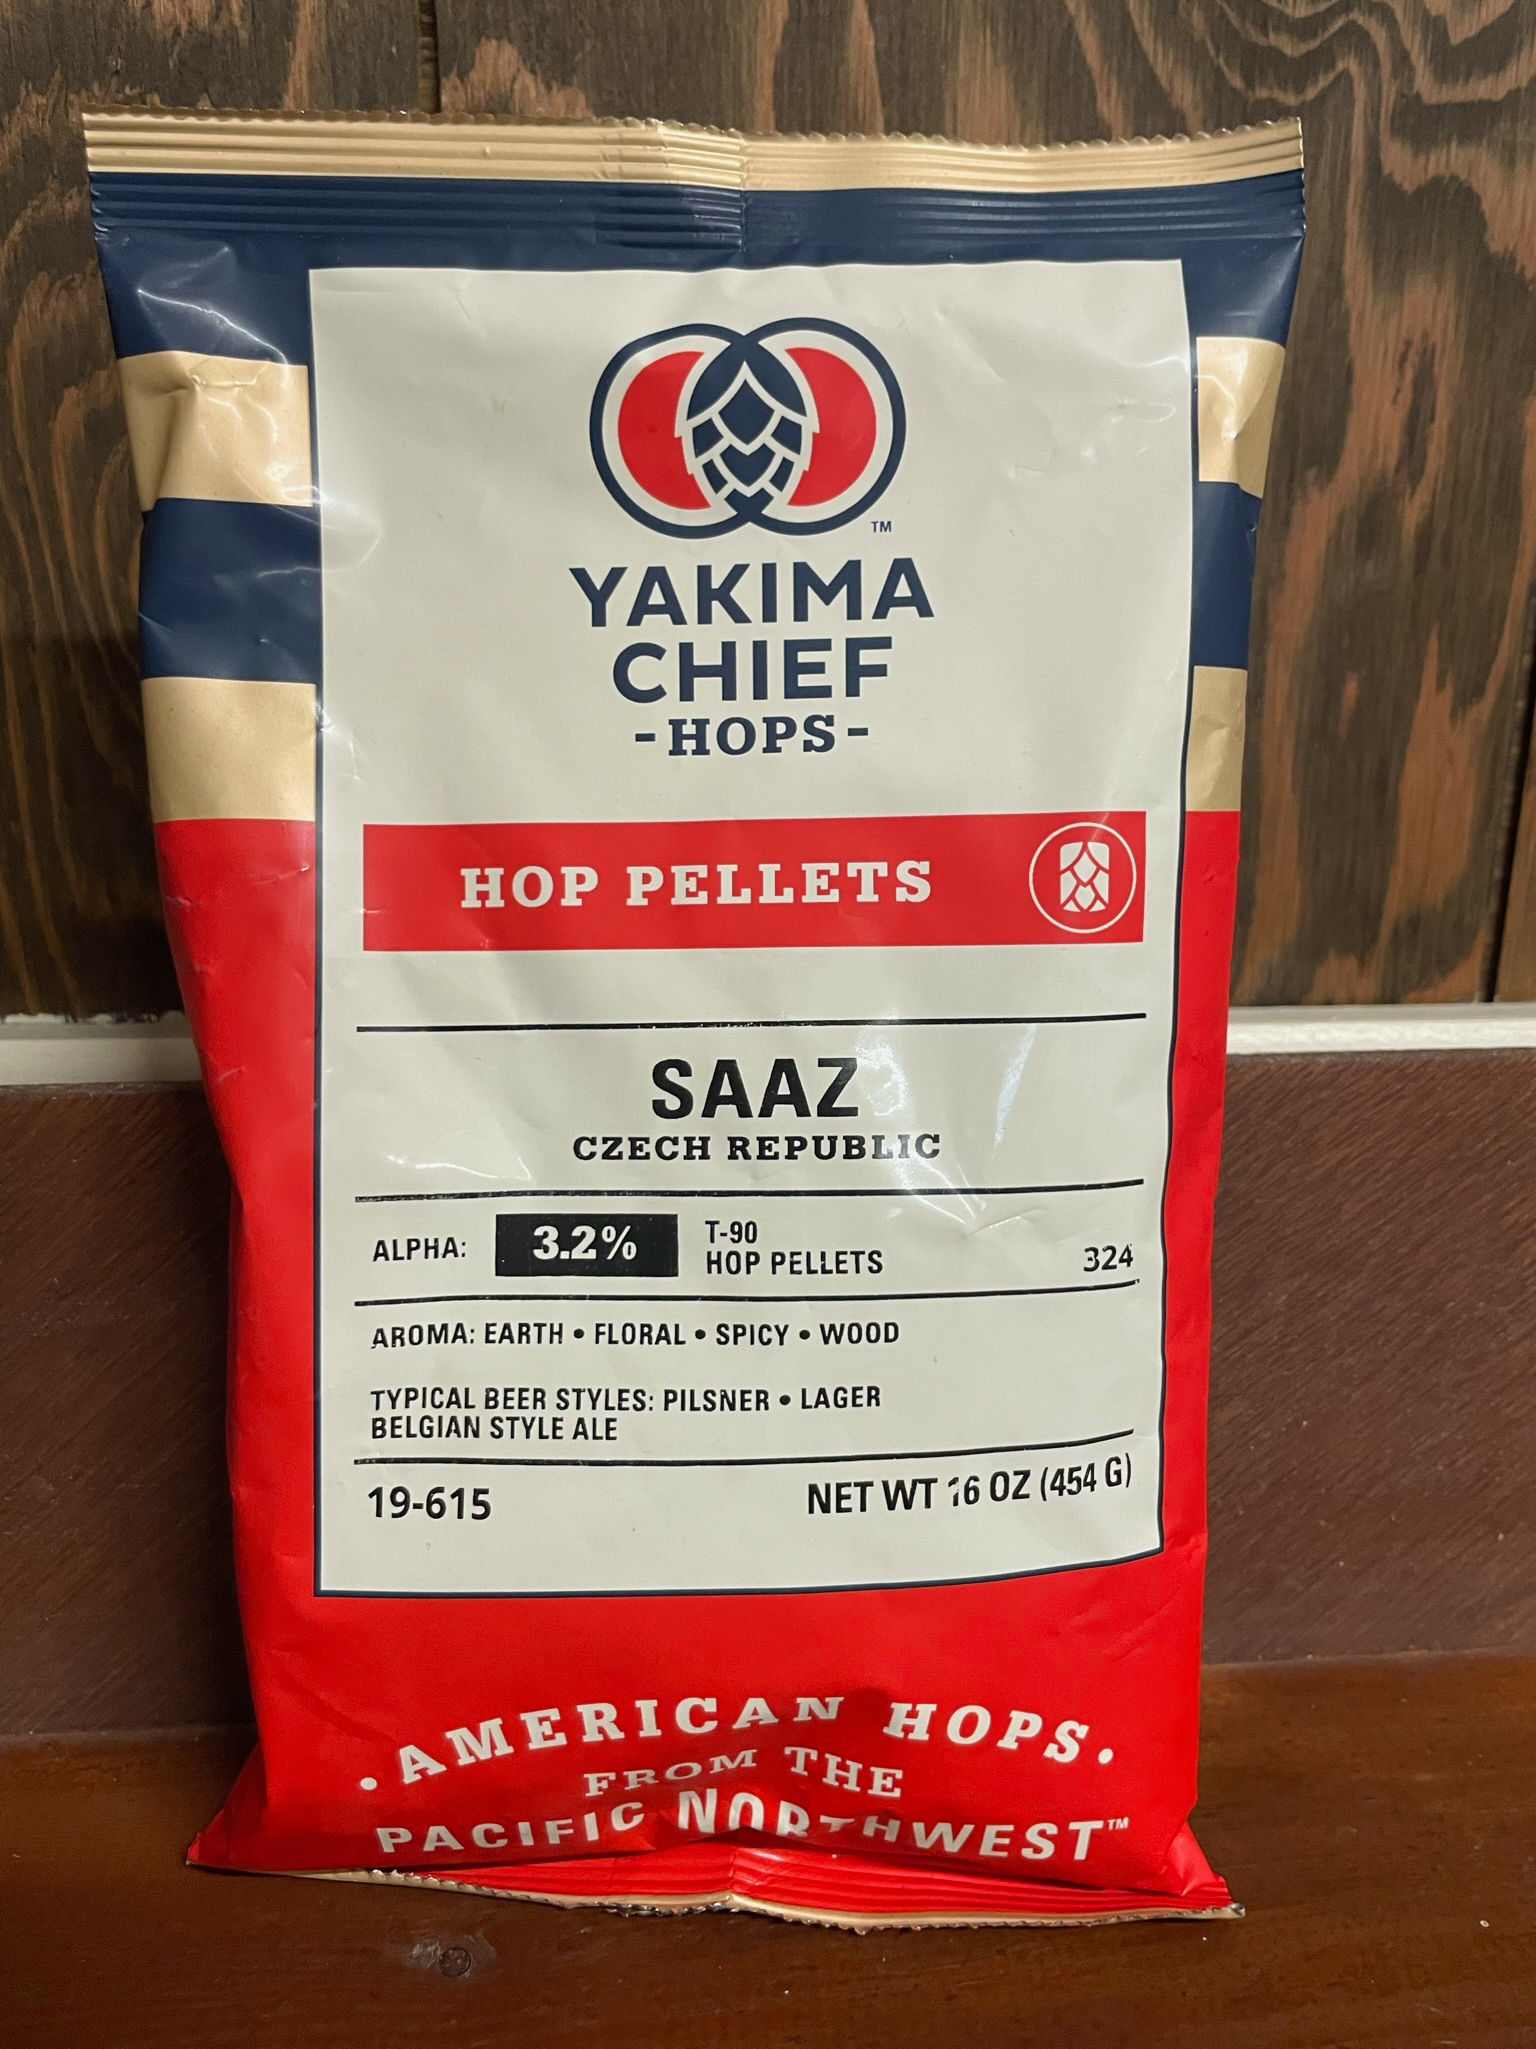 TM
YAKIMA
CHIEF
-HOPS-
HOP PELLETS
SAAZ
CZECH REPUBLIC
ALPHA: 3.2% T-90
HOP PELLETS 324
AROMA: EARTH • FLORAL • SPICY • WOOD
TYPICAL BEER STYLES: PILSNER • LAGER
BELGIAN STYLE ALE
19-615 NET WT 16 OZ (454 G)
• AMERICAN HOPS •
FROM THE
PACIFIC NORTHWEST™